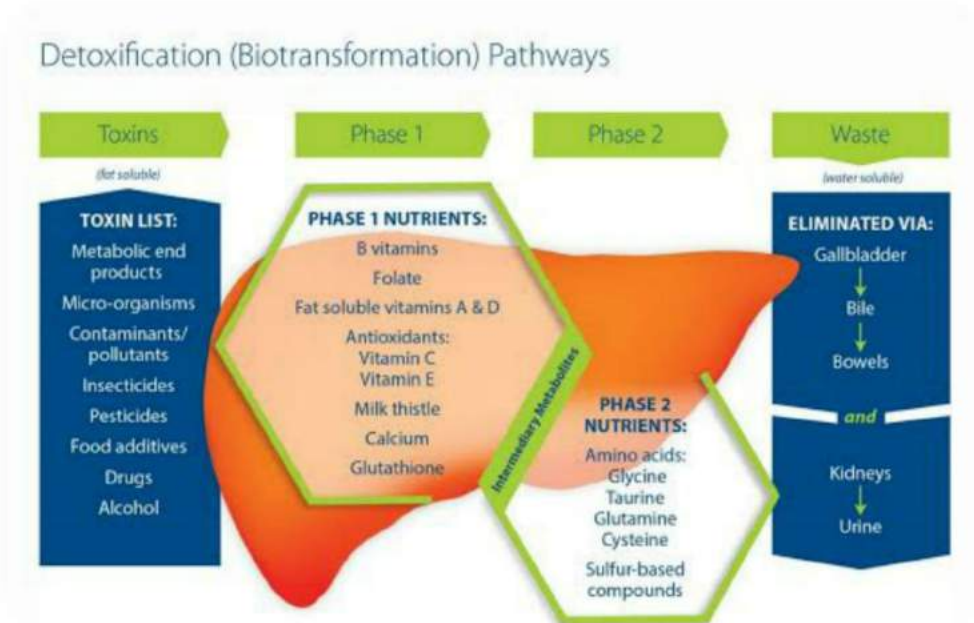 Detoxification (Biotransformation) Pathways
Toxins
Phase 1
Phase 2
Waste
(fat soluble)
(water soluble)
TOXIN LIST:
Metabolic end
products
Micro-organisms
Contaminants/
pollutants
Insecticides
Pesticides
Food additives
Drugs
Alcohol
PHASE 1 NUTRIENTS:
B vitamins
Folate
Fat soluble vitamins A & D
Antioxidants:
Vitamin C
Vitamin E
Milk thistle
Calcium
Glutathione
Intermediary Metabolites
PHASE 2
NUTRIENTS:
Amino acids:
Glycine
Taurine
Glutamine
Cysteine
Sulfur-based
compounds
ELIMINATED VIA:
Gallbladder
Bile
Bowels
and
Kidneys
Urine